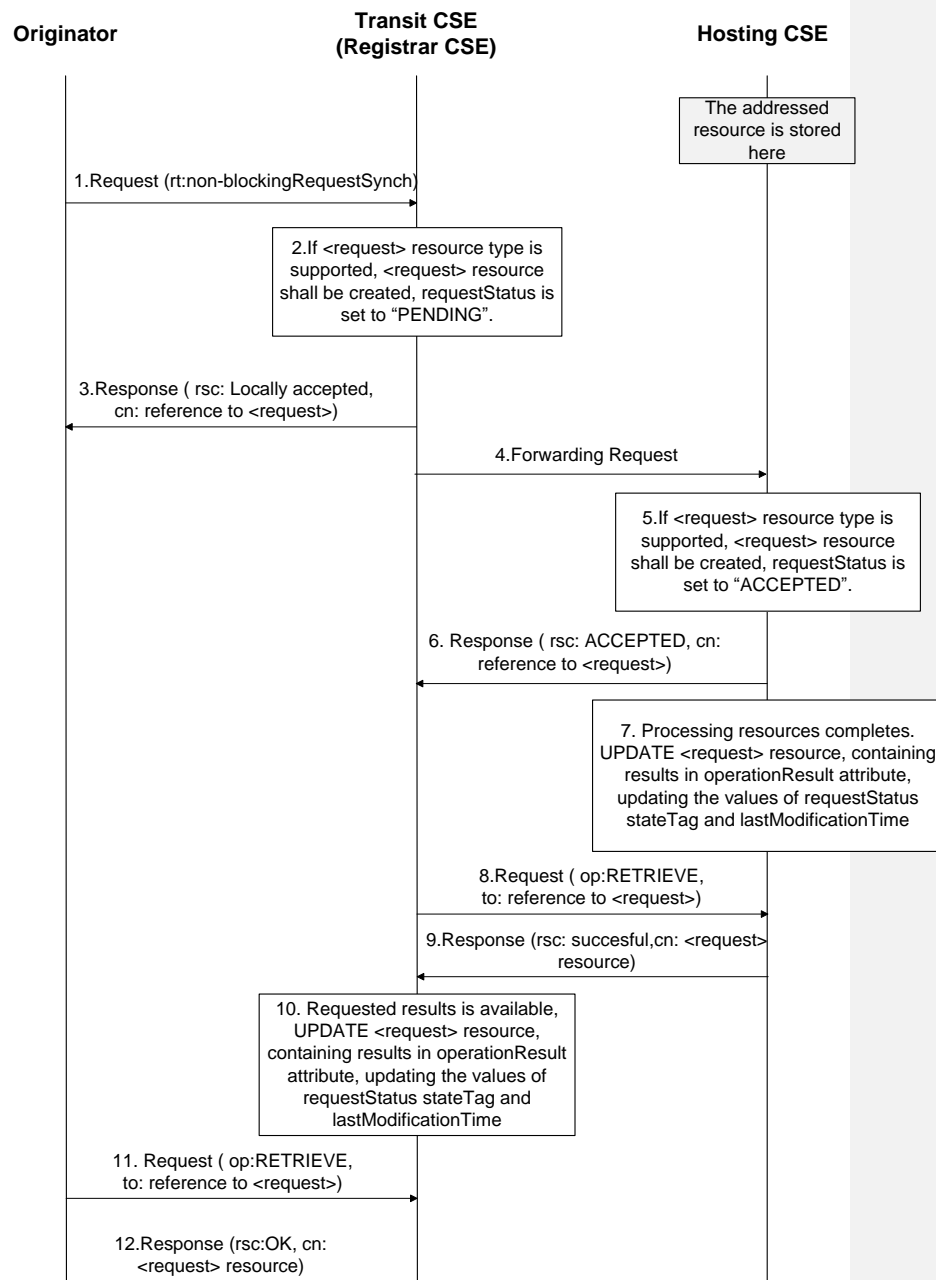 Originator
Transit CSE
(Registrar CSE)
Hosting CSE
The addressed
resource is stored
here
1.Request (rt:non-blockingRequestSynch)
2.If <request> resource type is
supported, <request> resource
shall be created, requestStatus is
set to “PENDING”.
3.Response ( rsc: Locally accepted,
cn: reference to <request>)
4.Forwarding Request
5.If <request> resource type is
supported, <request> resource
shall be created, requestStatus is
set to “ACCEPTED”.
6. Response ( rsc: ACCEPTED, cn:
reference to <request>)
7. Processing resources completes.
UPDATE <request> resource, containing
results in operationResult attribute,
updating the values of requestStatus
stateTag and lastModificationTime
8.Request ( op:RETRIEVE,
to: reference to <request>)
9.Response (rsc: succesful,cn: <request>
resource)
10. Requested results is available,
UPDATE <request> resource,
containing results in operationResult
attribute, updating the values of
requestStatus stateTag and
lastModificationTime
11. Request ( op:RETRIEVE,
to: reference to <request>)
12.Response (rsc:OK, cn:
<request> resource)